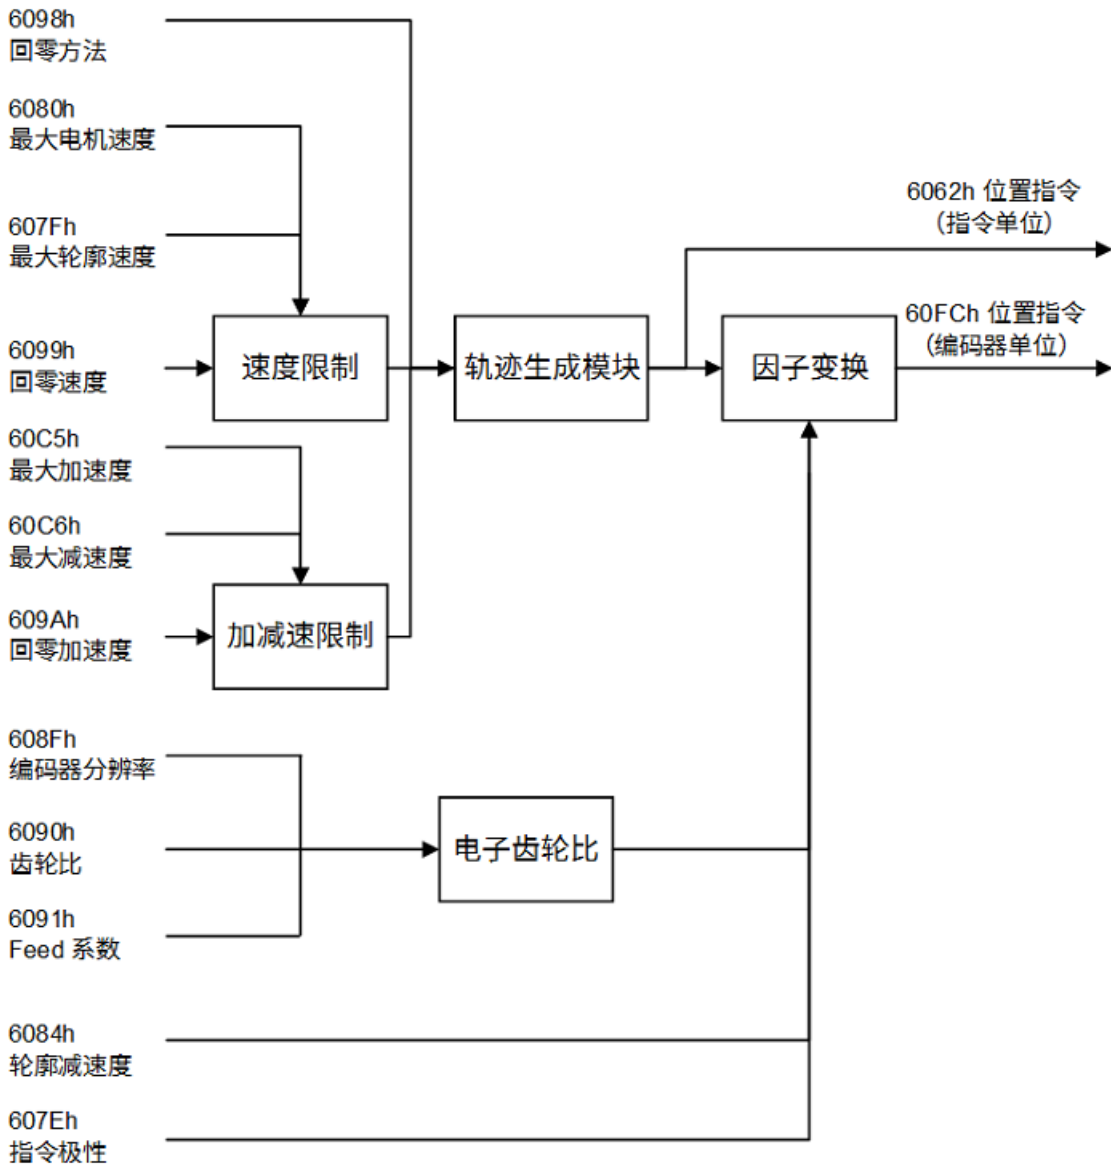 6098h
回零方法
6080h
最大电机速度
607Fh
最大轮廓速度
6062h 位置指令
（指令单位）
60FCh 位置指令
（编码器单位）
6099h
回零速度
速度限制
轨迹生成模块
因子变换
60C5h
最大加速度
60C6h
最大减速度
609Ah
回零加速度
加减速限制
608Fh
编码器分辨率
6090h
齿轮比
电子齿轮比
6091h
Feed 系数
6084h
轮廓减速度
607Eh
指令极性